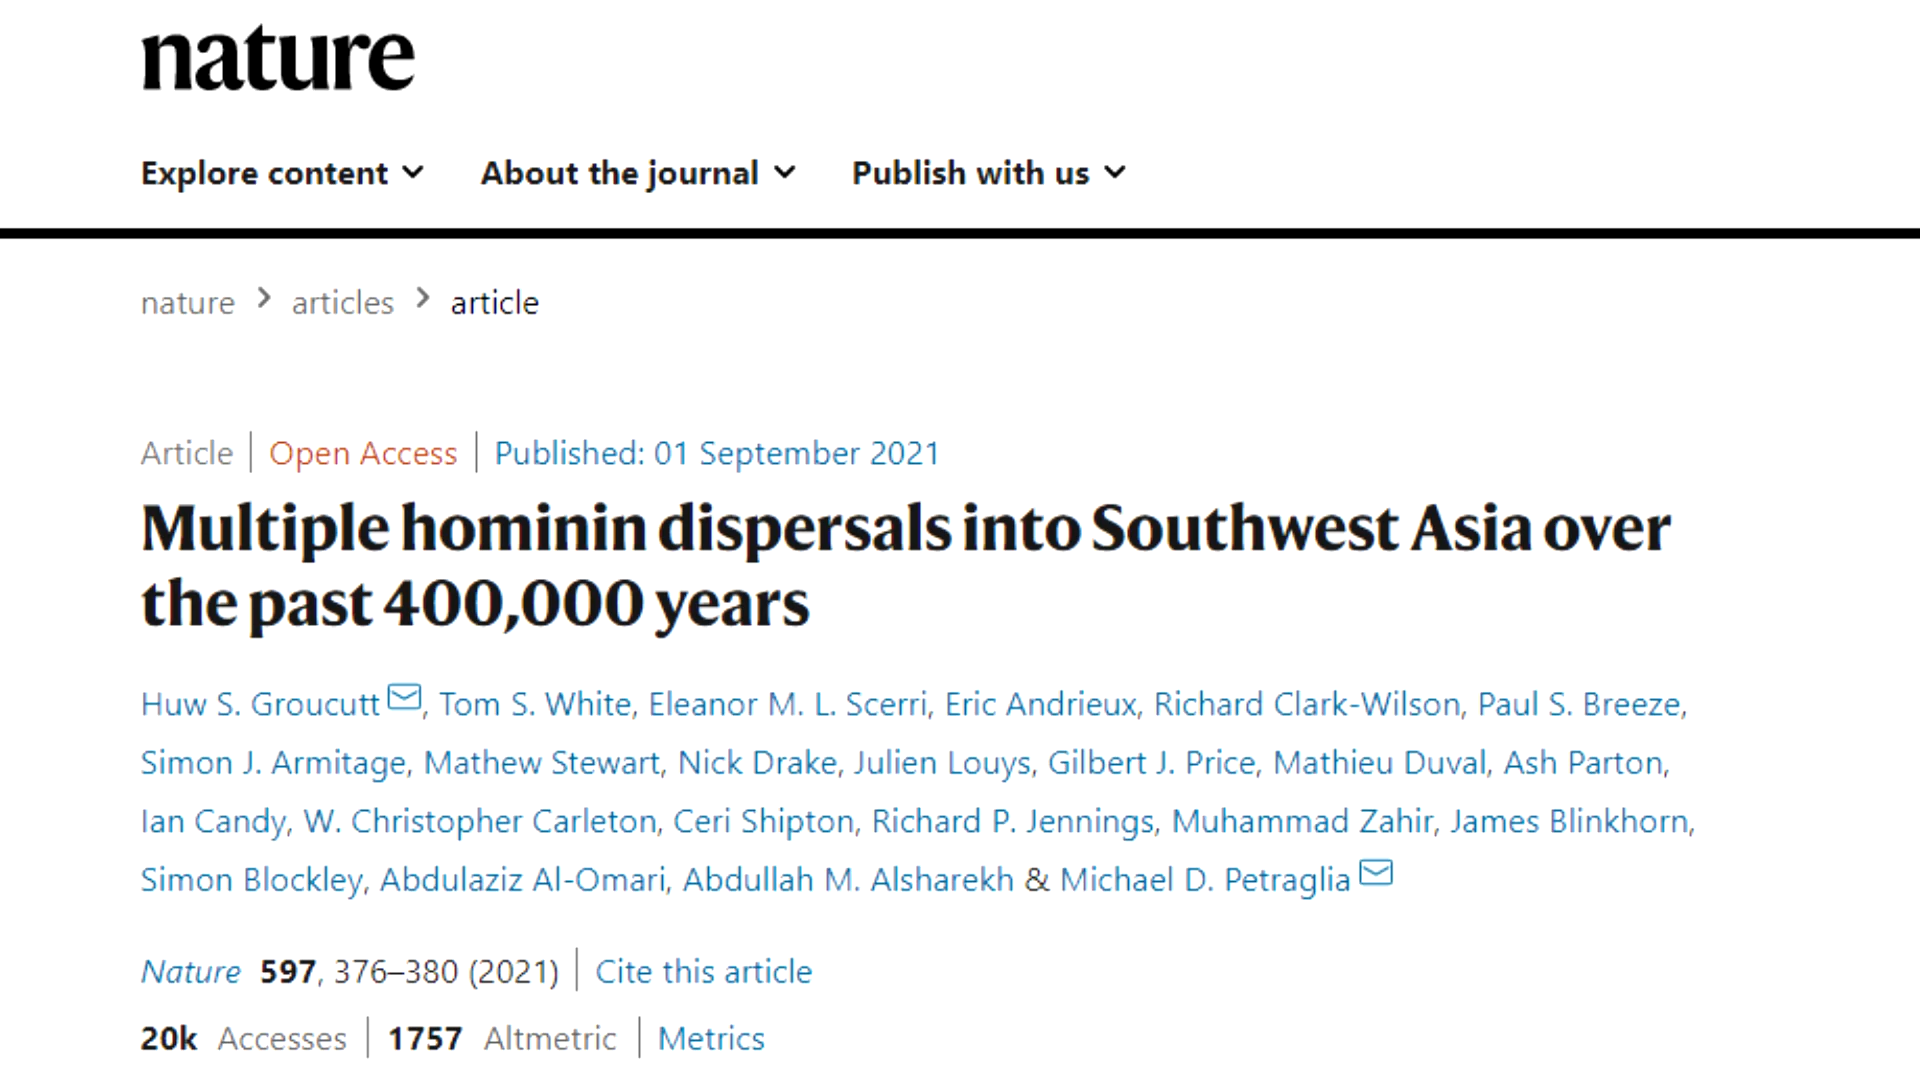 nature
Explore content About the journal Publish with us
nature > articles > article
Article | Open Access | Published: 01 September 2021
Multiple hominin dispersals into Southwest Asia over
the past 400,000 years
Huw S. Groucutt, Tom S. White, Eleanor M. L. Scerri, Eric Andrieux, Richard Clark-Wilson, Paul S. Breeze,
Simon J. Armitage, Mathew Stewart, Nick Drake, Julien Louys, Gilbert J. Price, Mathieu Duval, Ash Parton,
Ian Candy, W. Christopher Carleton, Ceri Shipton, Richard P. Jennings, Muhammad Zahir, James Blinkhorn,
Simon Blockley, Abdulaziz Al-Omari, Abdullah M. Alsharekh & Michael D. Petraglia
Nature 597, 376–380 (2021) | Cite this article
20k Accesses | 1757 Altmetric | Metrics